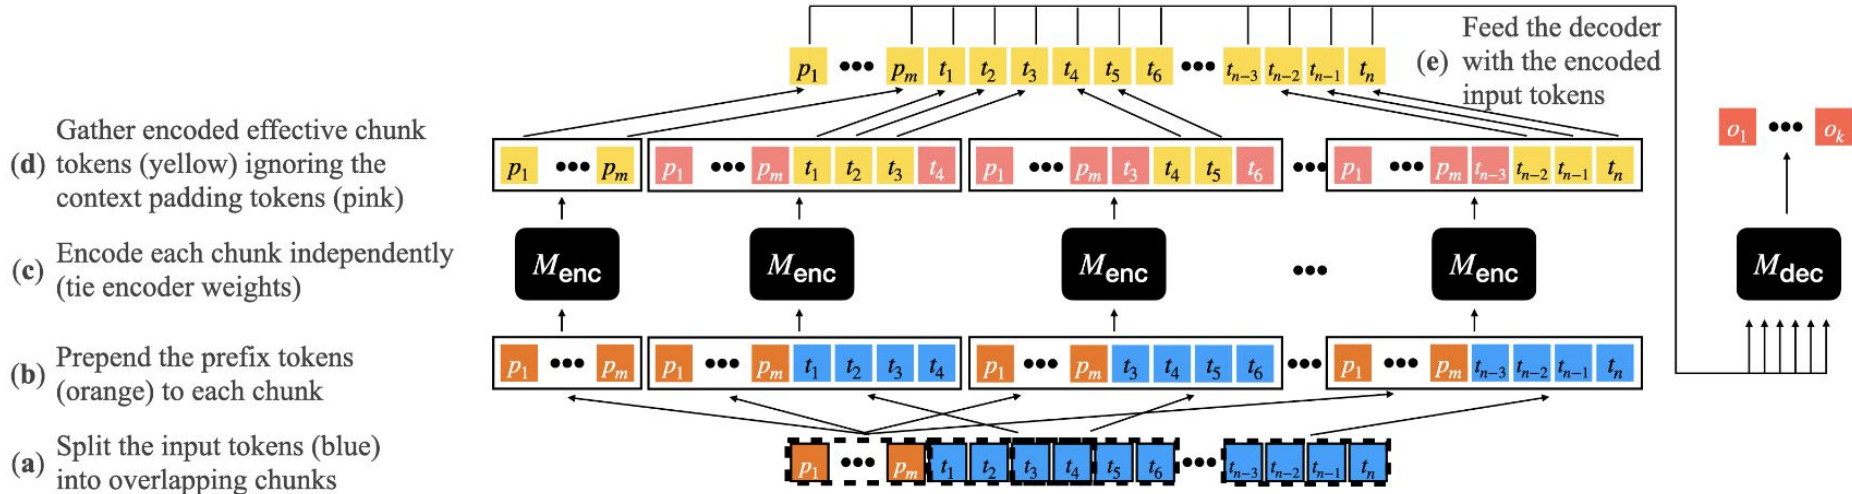 p1 ••• pm t1 t2 t3 t4 t5 t6 ••• tn−3 tn−2 tn−1 tn
(e) Feed the decoder
with the encoded
input tokens
(d) Gather encoded effective chunk
tokens (yellow) ignoring the
context padding tokens (pink)
p1 ••• pm
p1 ••• pm t1 t2 t3 t4
p1 ••• pm t3 t4 t5 t6
•••
p1 ••• pm tn−3 tn−2 tn−1 tn
o1 ••• ok
(c) Encode each chunk independently
(tie encoder weights)
Menc
Menc
Menc
•••
Menc
Mdec
(b) Prepend the prefix tokens
(orange) to each chunk
p1 ••• pm
p1 ••• pm t1 t2 t3 t4
p1 ••• pm t3 t4 t5 t6
•••
p1 ••• pm tn−3 tn−2 tn−1 tn
(a) Split the input tokens (blue)
into overlapping chunks
p1 ••• pm t1 t2 t3 t4 t5 t6 ••• tn−3 tn−2 tn−1 tn